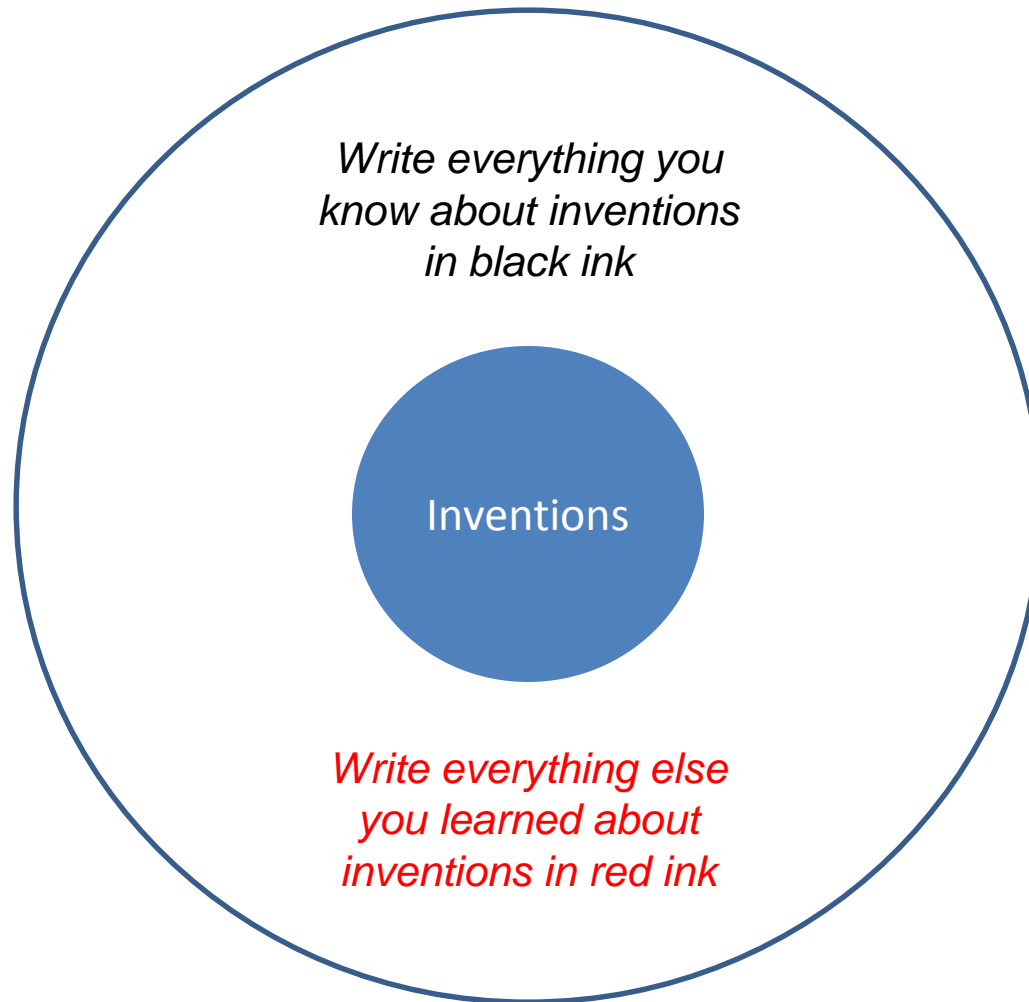 Write everything you
know about inventions
in black ink
Inventions
Write everything else
you learned about
inventions in red ink